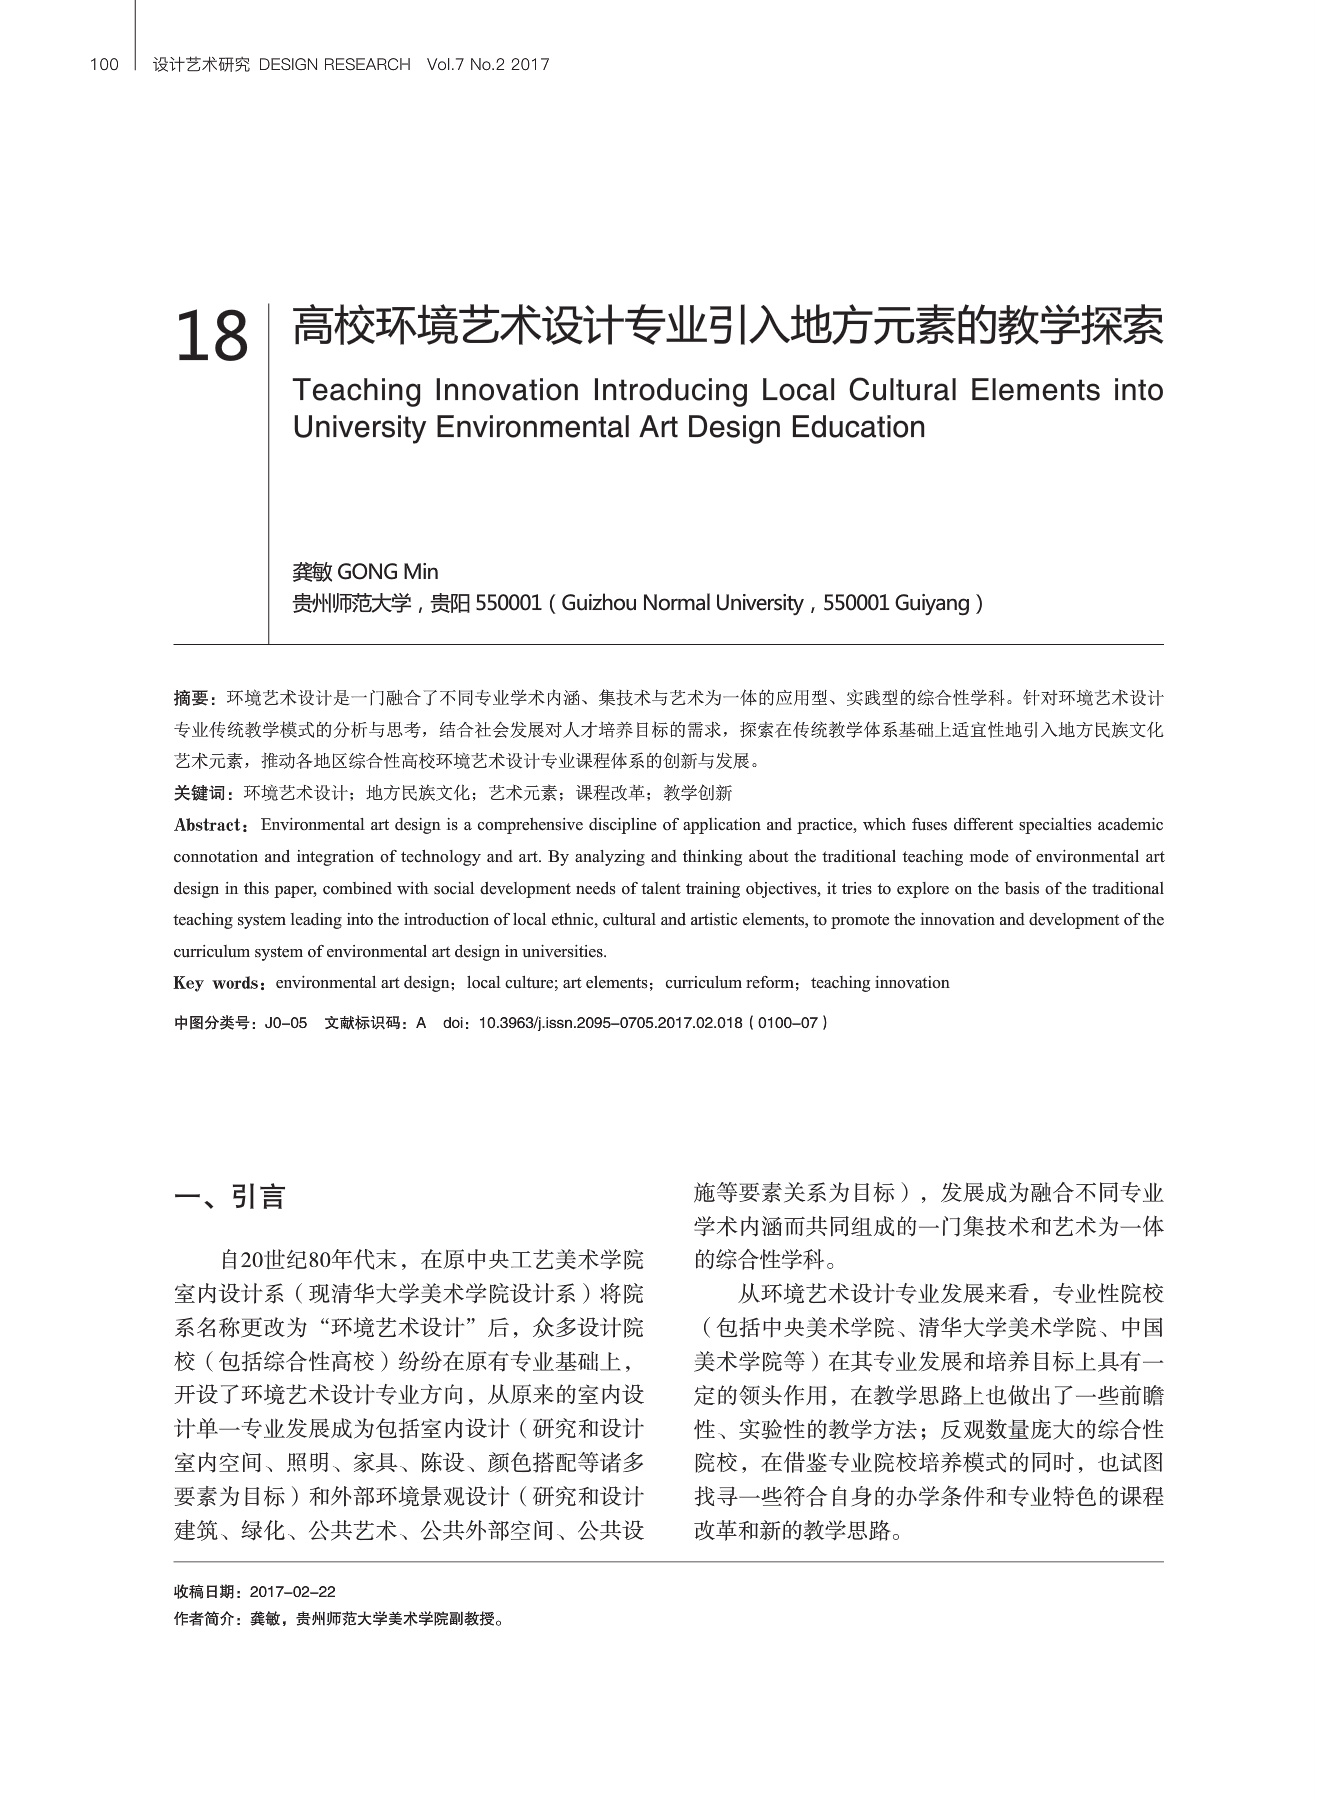 100 设计艺术研究 DESIGN RESEARCH Vol.7 No.2 2017
18
高校环境艺术设计专业引入地方元素的教学探索
Teaching Innovation Introducing Local Cultural Elements into
University Environmental Art Design Education
龚敏 GONG Min
贵州师范大学，贵阳 550001（Guizhou Normal University，550001 Guiyang）
摘要：环境艺术设计是一门融合了不同专业学术内涵、集技术与艺术为一体的应用型、实践型的综合性学科。针对环境艺术设计
专业传统教学模式的分析与思考，结合社会发展对人才培养目标的需求，探索在传统教学体系基础上适宜性地引入地方民族文化
艺术元素，推动各地区综合性高校环境艺术设计专业课程体系的创新与发展。
关键词：环境艺术设计；地方民族文化；艺术元素；课程改革；教学创新
Abstract：Environmental art design is a comprehensive discipline of application and practice, which fuses different specialties academic
connotation and integration of technology and art. By analyzing and thinking about the traditional teaching mode of environmental art
design in this paper, combined with social development needs of talent training objectives, it tries to explore on the basis of the traditional
teaching system leading into the introduction of local ethnic, cultural and artistic elements, to promote the innovation and development of the
curriculum system of environmental art design in universities.
Key words：environmental art design；local culture; art elements；curriculum reform；teaching innovation
中图分类号：J0-05 文献标识码：A doi：10.3963/j.issn.2095-0705.2017.02.018（0100-07）
一、引言
自20世纪80年代末，在原中央工艺美术学院
室内设计系（现清华大学美术学院设计系）将院
系名称更改为“环境艺术设计”后，众多设计院
校（包括综合性高校）纷纷在原有专业基础上，
开设了环境艺术设计专业方向，从原来的室内设
计单一专业发展成为包括室内设计（研究和设计
室内空间、照明、家具、陈设、颜色搭配等诸多
要素为目标）和外部环境景观设计（研究和设计
建筑、绿化、公共艺术、公共外部空间、公共设
施等要素关系为目标），发展成为融合不同专业
学术内涵而共同组成的一门集技术和艺术为一体
的综合性学科。
从环境艺术设计专业发展来看，专业性院校
（包括中央美术学院、清华大学美术学院、中国
美术学院等）在其专业发展和培养目标上具有一
定的领头作用，在教学思路上也做出了一些前瞻
性、实验性的教学方法；反观数量庞大的综合性
院校，在借鉴专业院校培养模式的同时，也试图
找寻一些符合自身的办学条件和专业特色的课程
改革和新的教学思路。
收稿日期：2017-02-22
作者简介：龚敏，贵州师范大学美术学院副教授。